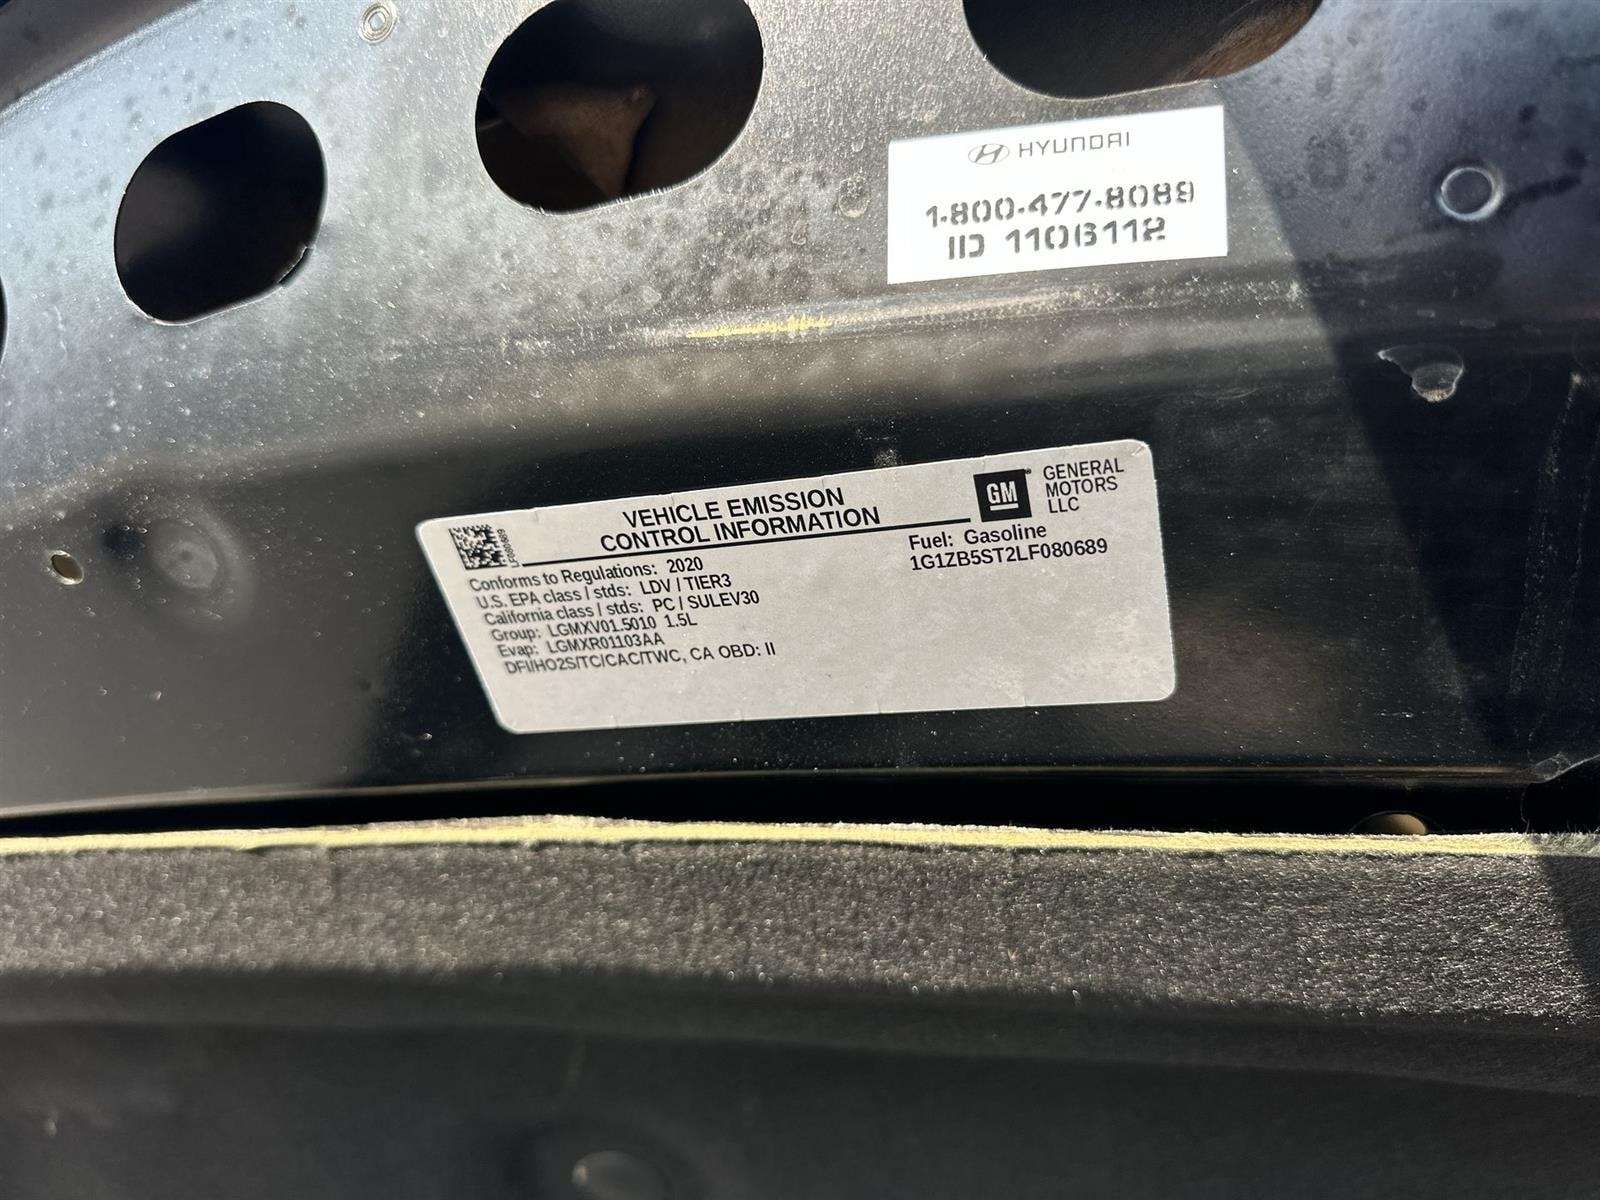 HYUNDAI
1-800-477-8089
ID 1106112
VEHICLE EMISSION
CONTROL INFORMATION
GM
GENERAL
MOTORS
LLC
LF080689
Conforms to Regulations: 2020
U.S. EPA class / stds: LDV / TIER3
California class / stds: PC / SULEV30
Group: LGMXV01.5010 1.5L
Evap: LGMXR01103AA
DFI/HO2S/TC/CAC/TWC, CA OBD: II
Fuel: Gasoline
1G1ZB5ST2LF080689